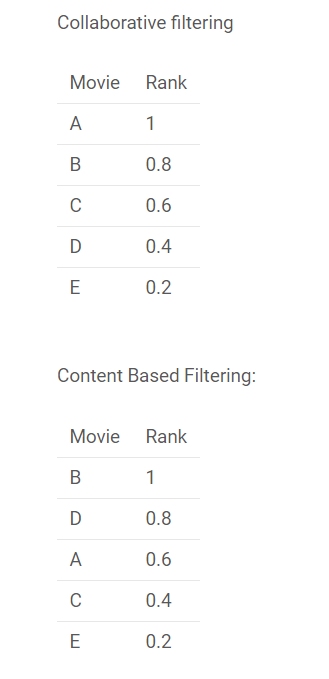 Collaborative filtering
Movie Rank
A 1
B 0.8
C 0.6
D 0.4
E 0.2
Content Based Filtering:
Movie Rank
B 1
D 0.8
A 0.6
C 0.4
E 0.2